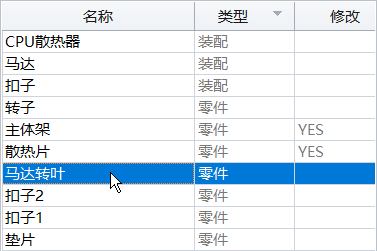 名称 类型 修改
CPU散热器 装配
马达 装配
扣子 装配
转子 零件
主体架 零件 YES
散热片 零件 YES
马达转叶 零件
扣子2 零件
扣子1 零件
垫片 零件